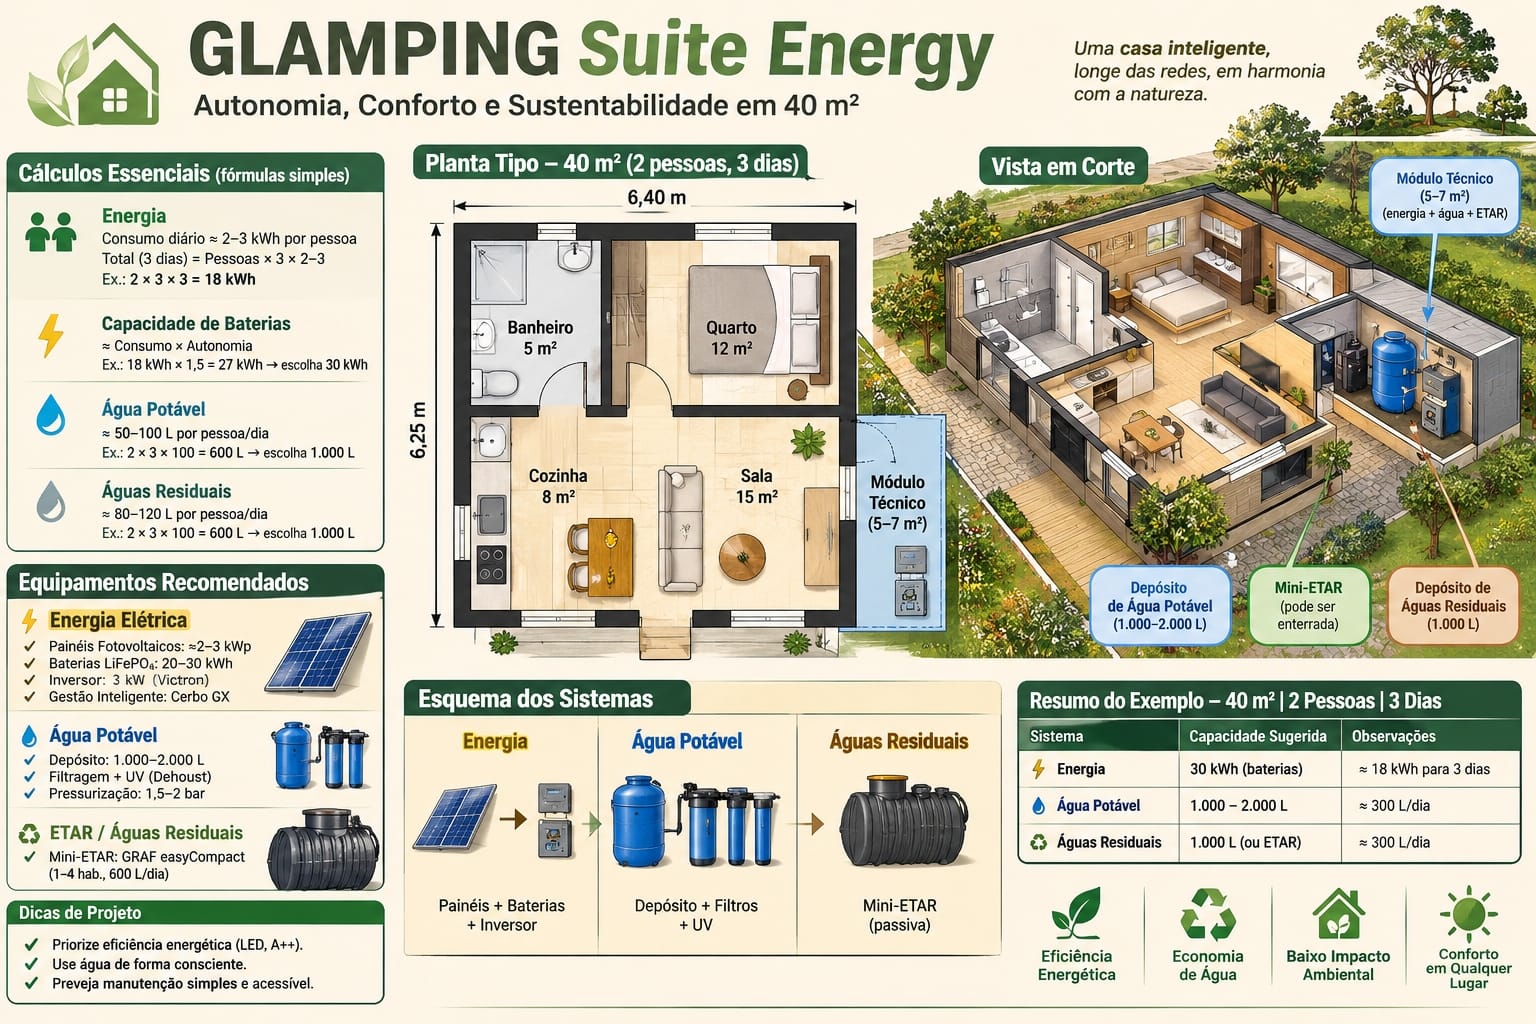 GLAMPING Suite Energy
Autonomia, Conforto e Sustentabilidade em 40 m²
Uma casa inteligente,
longe das redes, em harmonia
com a natureza.
Cálculos Essenciais (fórmulas simples)
Energia
Consumo diário ≈ 2–3 kWh por pessoa
Total (3 dias) = Pessoas × 3 × 2–3
Ex.: 2 × 3 × 3 = 18 kWh
Capacidade de Baterias
≈ Consumo × Autonomia
Ex.: 18 kWh × 1,5 = 27 kWh → escolha 30 kWh
Água Potável
≈ 50–100 L por pessoa/dia
Ex.: 2 × 3 × 100 = 600 L → escolha 1.000 L
Águas Residuais
≈ 80–120 L por pessoa/dia
Ex.: 2 × 3 × 100 = 600 L → escolha 1.000 L
Equipamentos Recomendados
Energia Elétrica
Painéis Fotovoltaicos: ≈2–3 kWp
Baterias LiFePO₄: 20–30 kWh
Inversor: 3 kW (Victron)
Gestão Inteligente: Cerbo GX
Água Potável
Depósito: 1.000–2.000 L
Filtragem + UV (Dehoust)
Pressurização: 1,5–2 bar
ETAR / Águas Residuais
Mini-ETAR: GRAF easyCompact
(1–4 hab., 600 L/dia)
Dicas de Projeto
Priorize eficiência energética (LED, A++).
Use água de forma consciente.
Preveja manutenção simples e acessível.
Planta Tipo – 40 m² (2 pessoas, 3 dias)
6,40 m
6,25 m
Banheiro
5 m²
Quarto
12 m²
Cozinha
8 m²
Sala
15 m²
Módulo
Técnico
(5–7 m²)
Vista em Corte
Módulo Técnico
(5–7 m²)
(energia + água + ETAR)
Depósito
de Água Potável
(1.000–2.000 L)
Mini-ETAR
(pode ser
enterrada)
Depósito de
Águas Residuais
(1.000 L)
Esquema dos Sistemas
Energia
Painéis + Baterias
+ Inversor
Água Potável
Depósito + Filtros
+ UV
Águas Residuais
Mini-ETAR
(passiva)
Resumo do Exemplo – 40 m² | 2 Pessoas | 3 Dias
Sistema Capacidade Sugerida Observações
Energia 30 kWh (baterias) ≈ 18 kWh para 3 dias
Água Potável 1.000 – 2.000 L ≈ 300 L/dia
Águas Residuais 1.000 L (ou ETAR) ≈ 300 L/dia
Eficiência
Energética
Economia
de Água
Baixo Impacto
Ambiental
Conforto
em Qualquer
Lugar